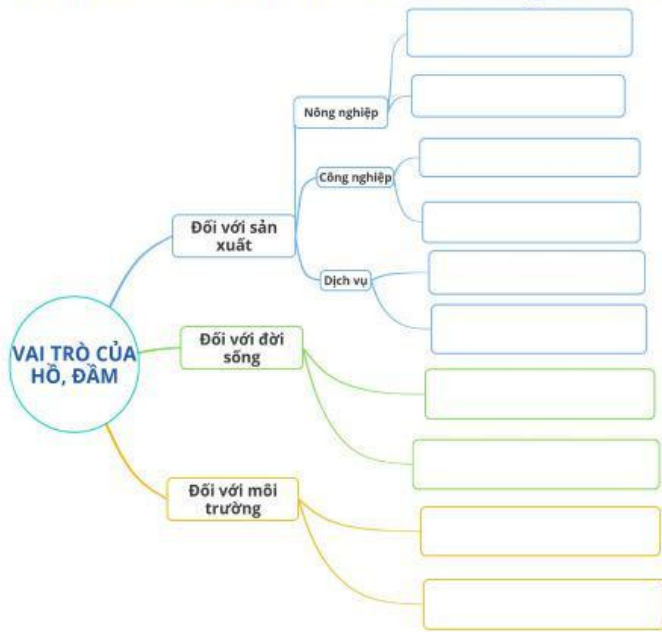 Nông nghiệp
Công nghiệp
Đối với sản
xuất
Dịch vụ
VAI TRÒ CỦA
HỒ, ĐẦM
Đối với đời
sống
Đối với môi
trường